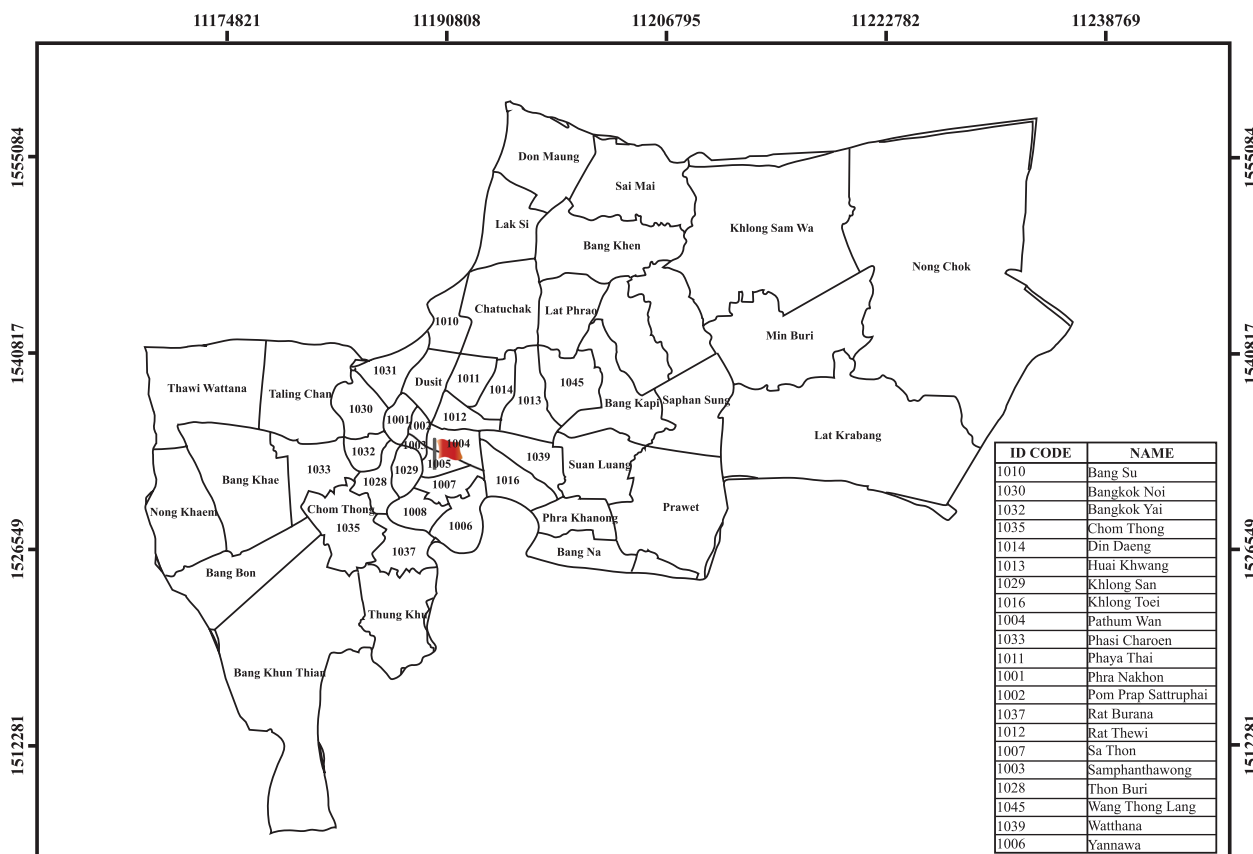 11174821 11190808 11206795 11222782 11238769
1555084 1555084
Don Maung
Sai Mai
Lak Si
Khlong Sam Wa
Bang Khen
Nong Chok
Chatuchak
Lat Phrao
1010
Min Buri
1540817 1540817
1031
Dusit
1011
1045
Thawi Wattana
Taling Chan
1014
1013
Bang Kapi
Saphan Sung
1030
1001
1002
1012
Lat Krabang
1003
1004
1032
1005
1039
Suan Luang
1033
1029
Bang Khae
1028
1007
1016
Prawet
Nong Khaem
Chom Thong
1035
1008
1006
Phra Khanong
1526549 1526549
1037
Bang Na
Bang Bon
Thung Khu
Bang Khun Thian
1512281 1512281
ID CODE NAME
1010 Bang Su
1030 Bangkok Noi
1032 Bangkok Yai
1035 Chom Thong
1014 Din Daeng
1013 Huai Khwang
1029 Khlong San
1016 Khlong Toei
1004 Pathum Wan
1033 Phasi Charoen
1011 Phaya Thai
1001 Phra Nakhon
1002 Pom Prap Sattruphai
1037 Rat Burana
1012 Rat Thewi
1007 Sa Thon
1003 Samphanthawong
1028 Thon Buri
1045 Wang Thong Lang
1039 Watthana
1006 Yannawa